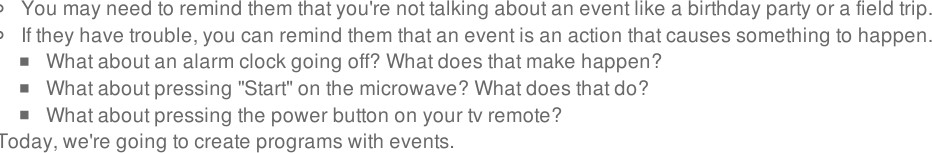 You may need to remind them that you're not talking about an event like a birthday party or a field trip.
If they have trouble, you can remind them that an event is an action that causes something to happen.
What about an alarm clock going off? What does that make happen?
What about pressing "Start" on the microwave? What does that do?
What about pressing the power button on your tv remote?
Today, we're going to create programs with events.